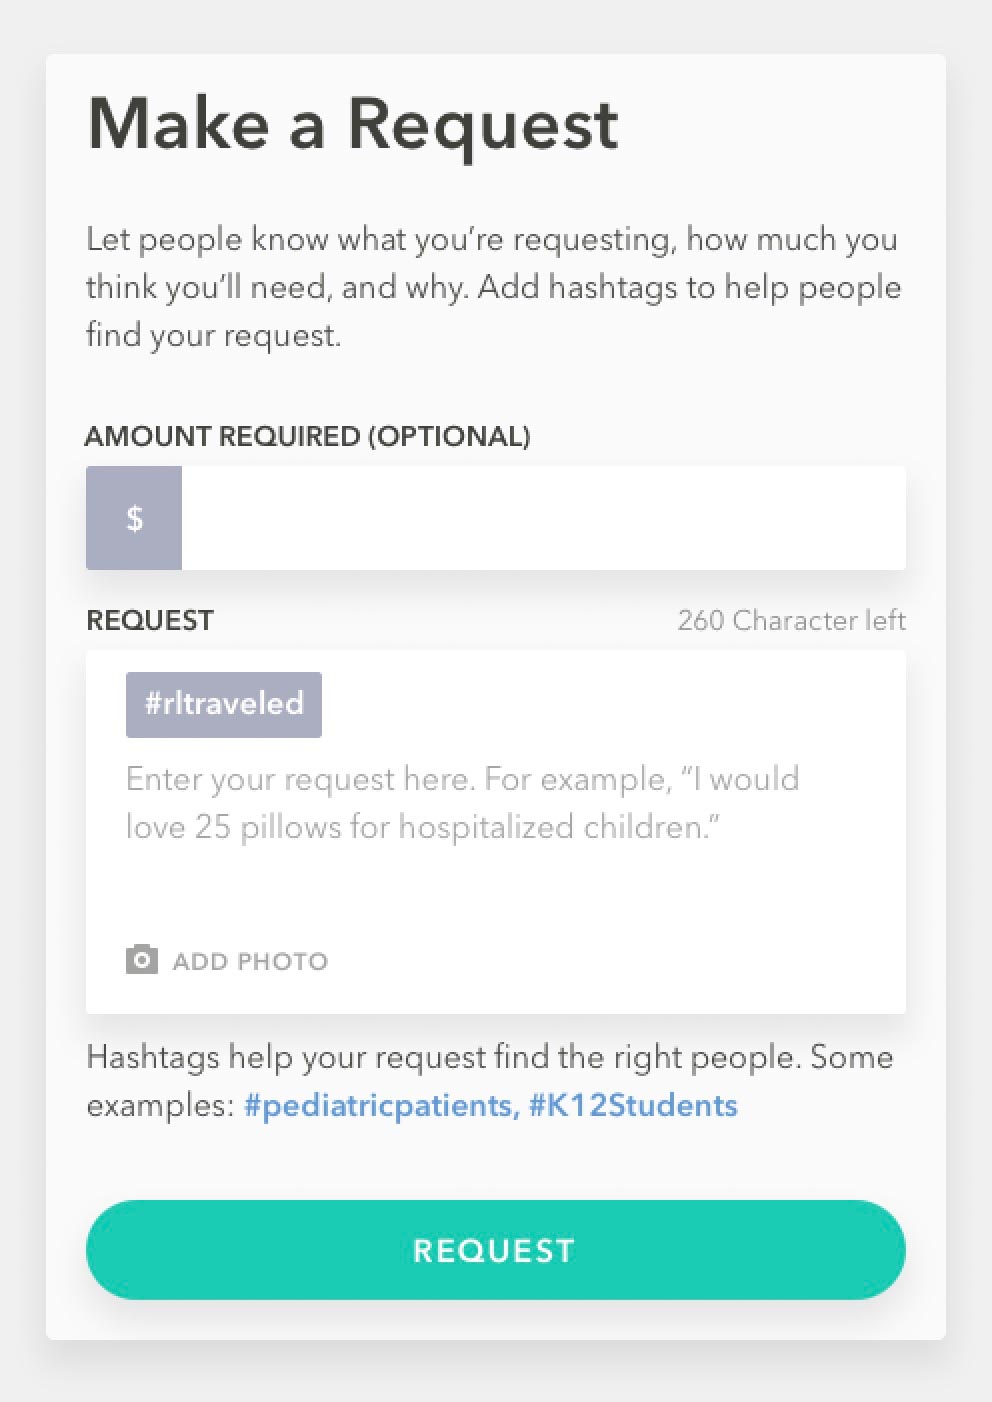 Make a Request
Let people know what you’re requesting, how much you
think you’ll need, and why. Add hashtags to help people
find your request.
AMOUNT REQUIRED (OPTIONAL)
$
REQUEST
260 Character left
#rltraveled
Enter your request here. For example, “I would
love 25 pillows for hospitalized children.”
ADD PHOTO
Hashtags help your request find the right people. Some
examples: #pediatricpatients, #K12Students
REQUEST